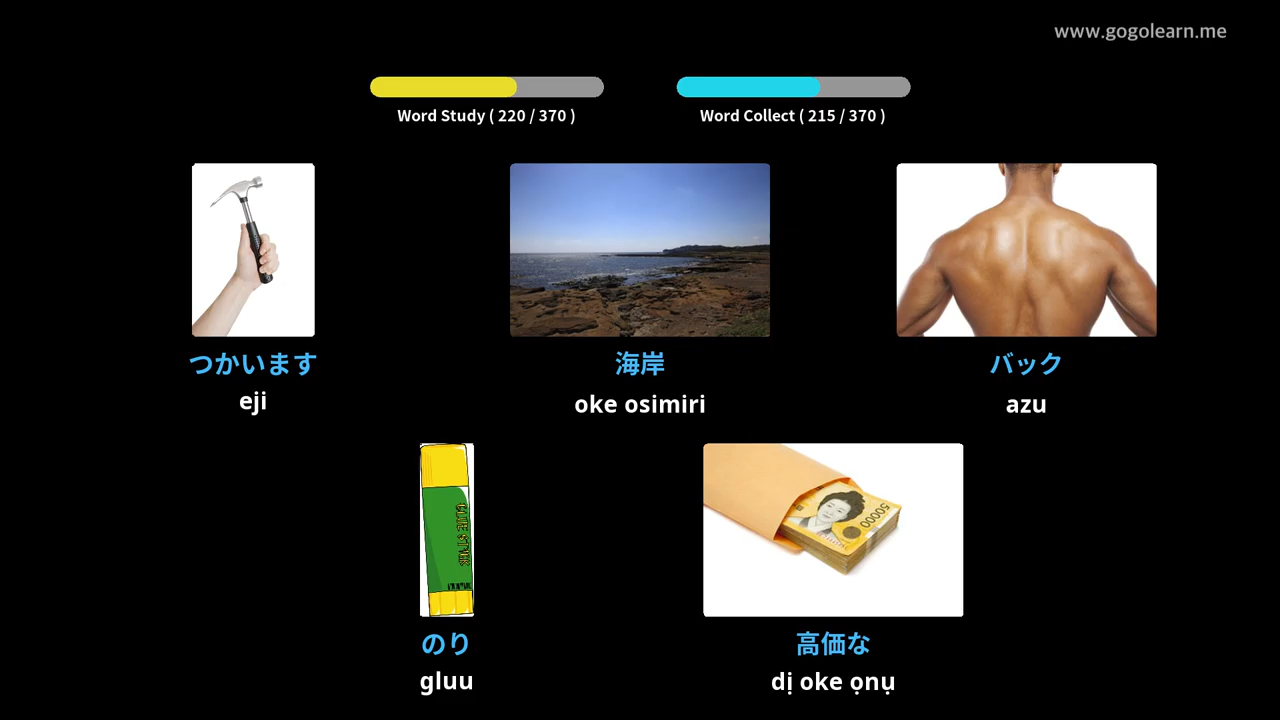 www.gogolearn.me
Word Study ( 220 / 370 )
Word Collect ( 215 / 370 )
つかいます
eji
海岸
oke osimiri
バック
azu
のり
gluu
50000
高価な
dị oke ọnụ